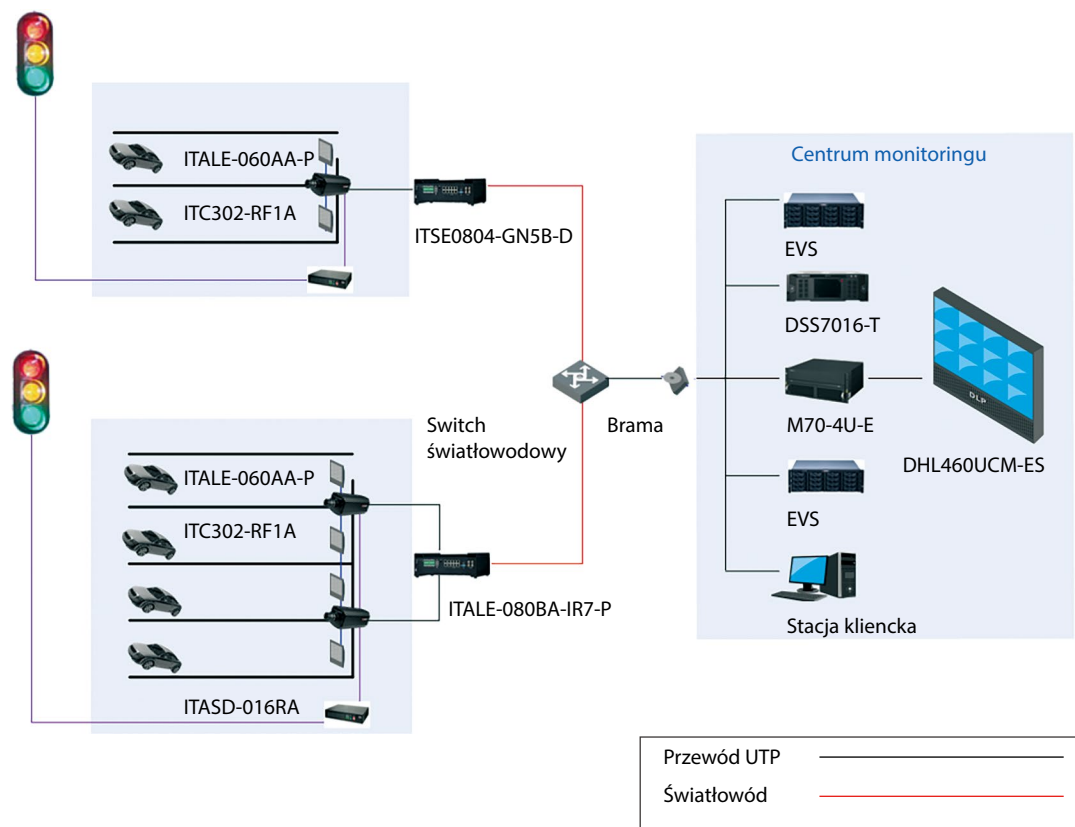 ITALE-060AA-P
ITC302-RF1A
ITSE0804-GN5B-D
Centrum monitoringu
EVS
DSS7016-T
M70-4U-E
DLP
DHL460UCM-ES
EVS
Stacja kliencka
Switch
światłowodowy
Brama
ITALE-060AA-P
ITC302-RF1A
ITALE-080BA-IR7-P
ITASD-016RA
Przewód UTP
Światłowód